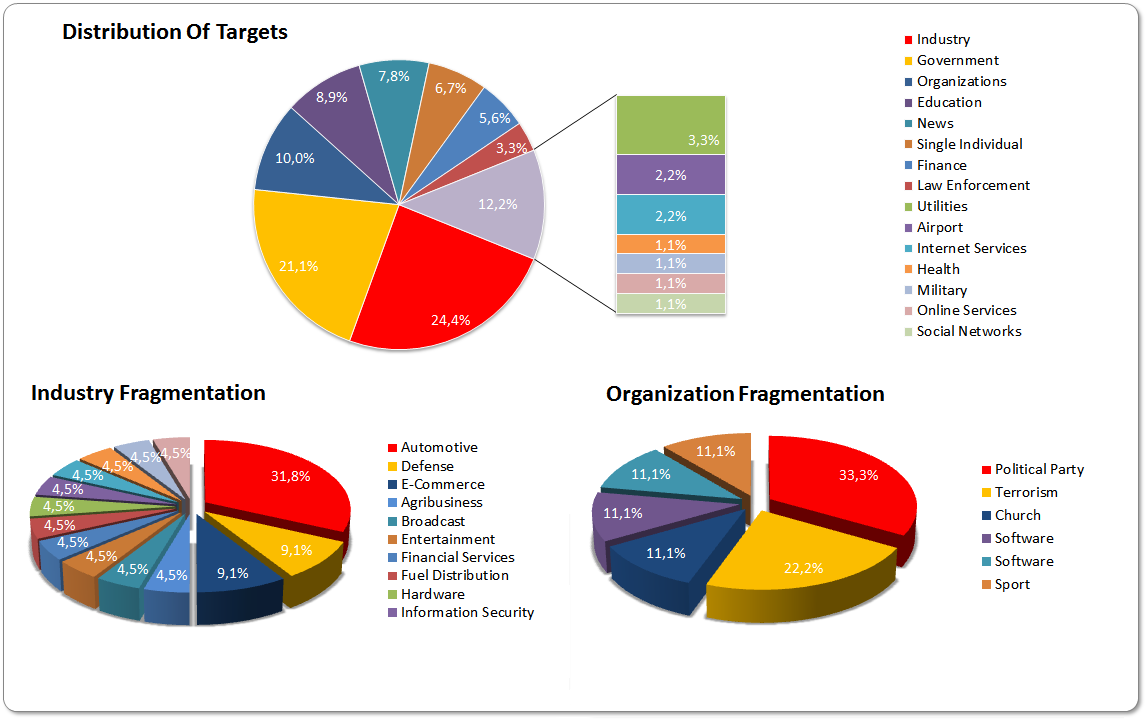 Distribution Of Targets
7,8%
6,7%
8,9%
5,6%
3,3%
10,0%
12,2%
21,1%
24,4%
3,3%
2,2%
2,2%
1,1%
1,1%
1,1%
1,1%
Industry
Government
Organizations
Education
News
Single Individual
Finance
Law Enforcement
Utilities
Airport
Internet Services
Health
Military
Online Services
Social Networks
Industry Fragmentation
31,8%
9,1%
9,1%
4,5%
4,5%
4,5%
4,5%
4,5%
4,5%
4,5%
4,5%
4,5%
4,5%
4,5%
Automotive
Defense
E-Commerce
Agribusiness
Broadcast
Entertainment
Financial Services
Fuel Distribution
Hardware
Information Security
Organization Fragmentation
33,3%
22,2%
11,1%
11,1%
11,1%
11,1%
Political Party
Terrorism
Church
Software
Software
Sport